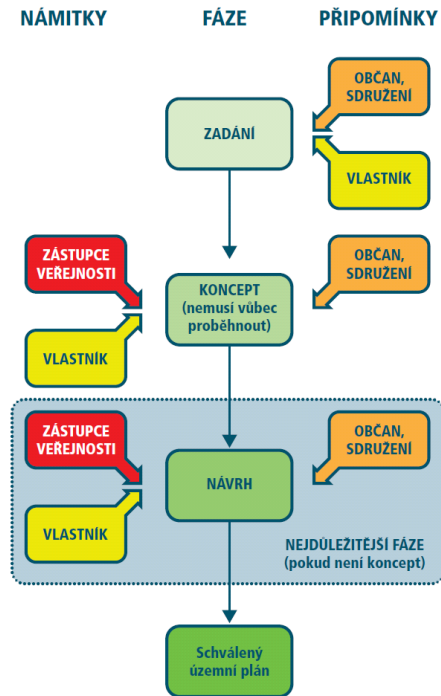 NÁMITKY
FÁZE
PŘIPOMÍNKY
OBČAN,
SDRUŽENÍ
ZADÁNÍ
VLASTNÍK
ZÁSTUPCE
VEŘEJNOSTI
KONCEPT
(nemusí vůbec
proběhnout)
OBČAN,
SDRUŽENÍ
VLASTNÍK
ZÁSTUPCE
VEŘEJNOSTI
OBČAN,
SDRUŽENÍ
NÁVRH
VLASTNÍK
NEJDŮLEŽITĚJŠÍ FÁZE
(pokud není koncept)
Schválený
územní plán